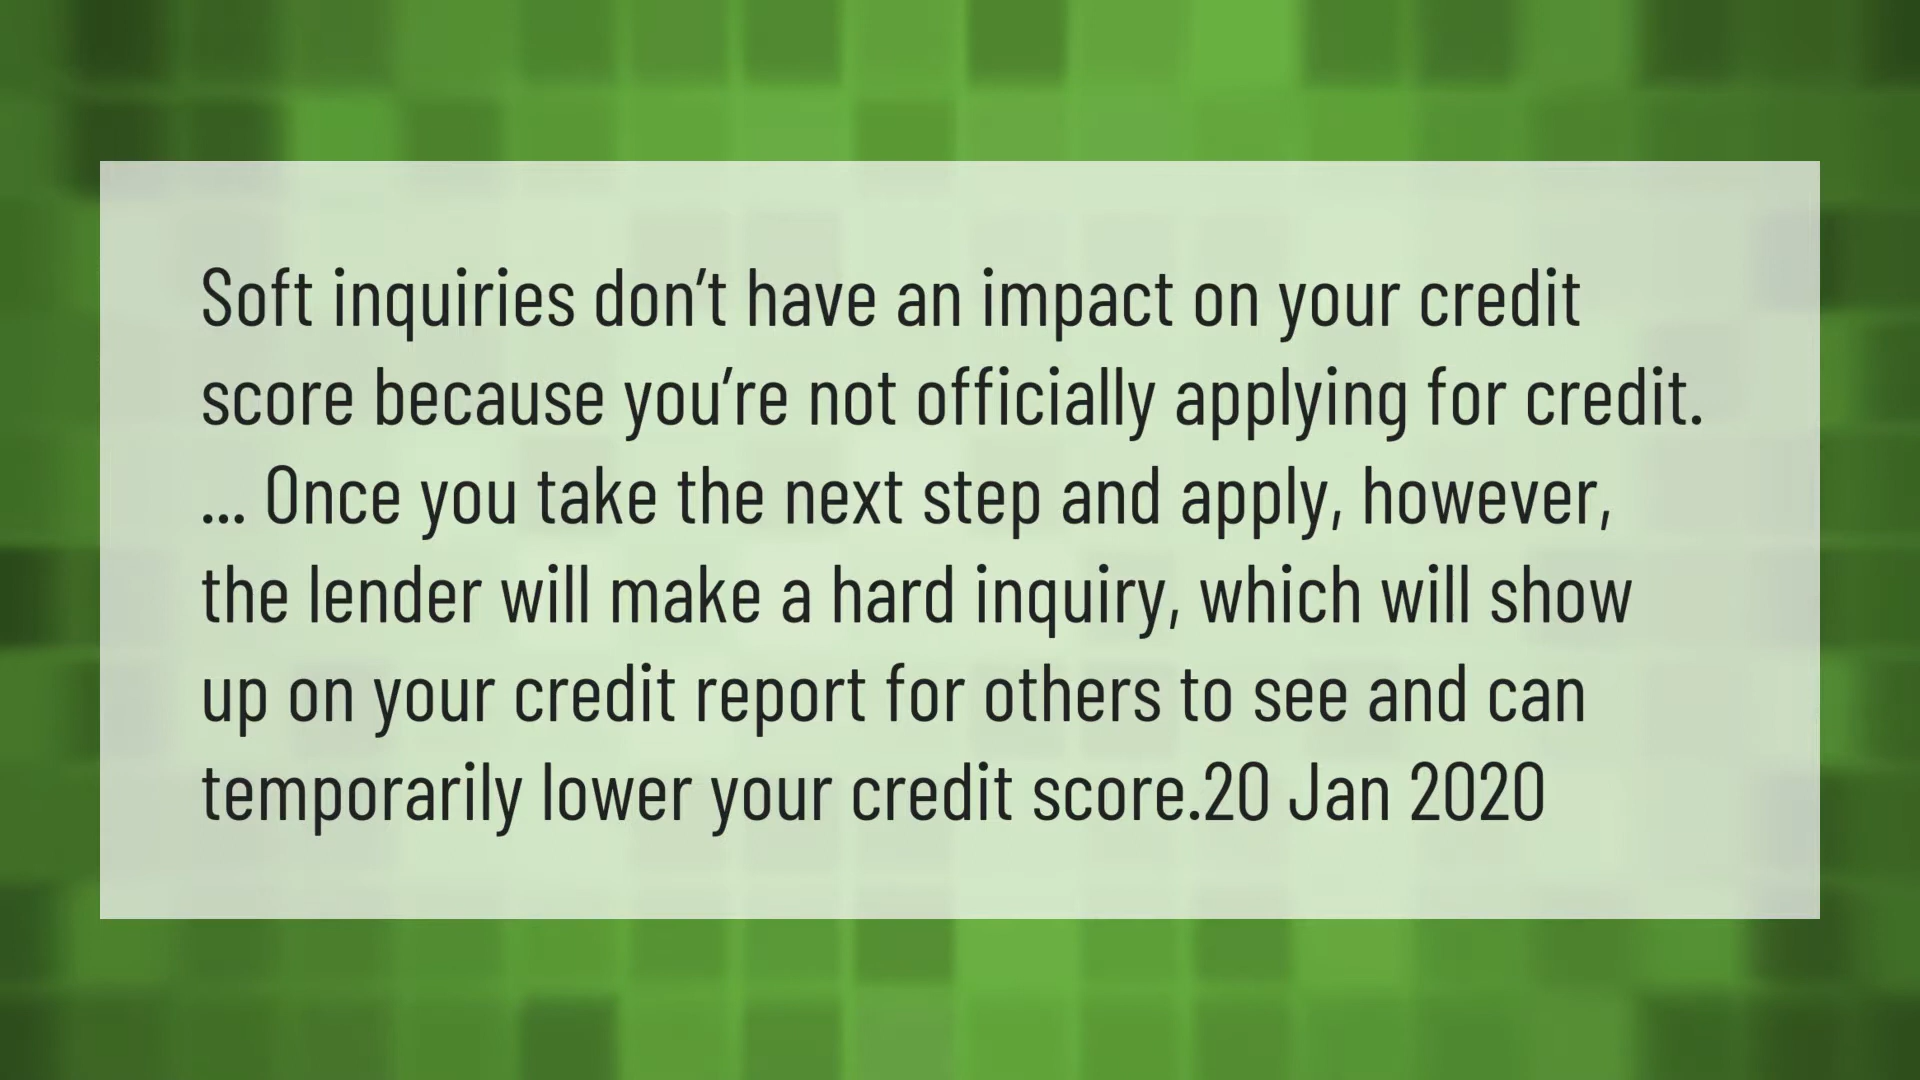 Soft inquiries don’t have an impact on your credit
score because you’re not officially applying for credit.
... Once you take the next step and apply, however,
the lender will make a hard inquiry, which will show
up on your credit report for others to see and can
temporarily lower your credit score.20 Jan 2020